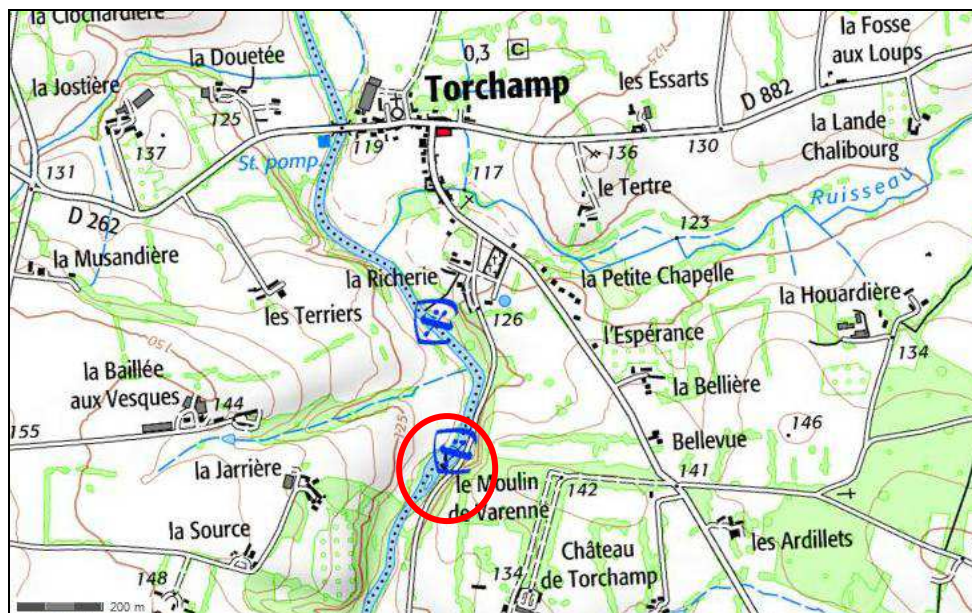 la Clochardière
la Douetée
0,3
C
la Fosse
aux Loups
la Jostière
Torchamp
les Essarts
D 882
125
125
la Lande
Chalibourg
137
St. pomp.
119
136
130
131
117
le Tertre
Ruisseau
D 262
123
la Musandière
la Richerie
la Petite Chapelle
la Houardière
les Terriers
126
l'Espérance
150
134
la Baillée
aux Vesques
144
la Bellière
125
146
155
Bellevue
la Jarrière
le Moulin
de Varenne
142
141
la Source
les Ardillets
Château
de Torchamp
134
148
200 m